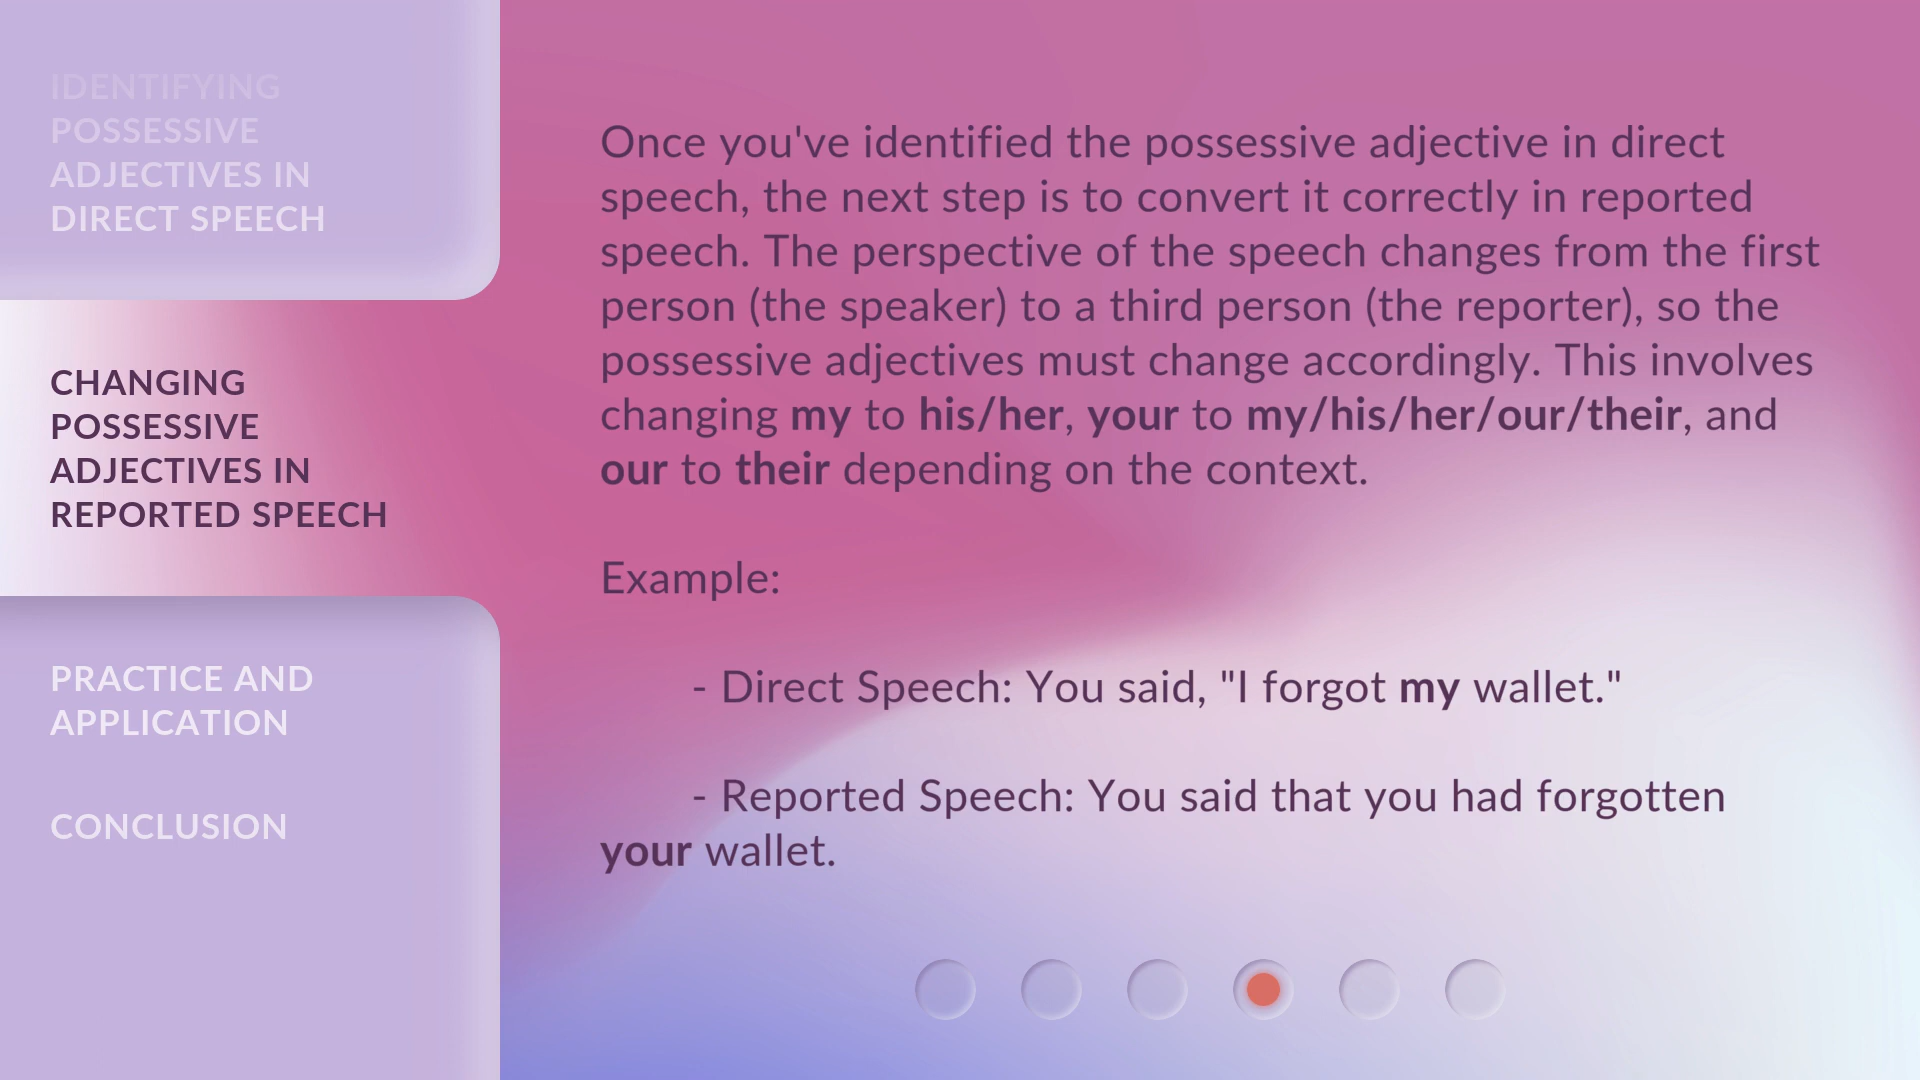 IDENTIFYING
POSSESSIVE
ADJECTIVES IN
DIRECT SPEECH
CHANGING
POSSESSIVE
ADJECTIVES IN
REPORTED SPEECH
PRACTICE AND
APPLICATION
CONCLUSION
Once you've identified the possessive adjective in direct
speech, the next step is to convert it correctly in reported
speech. The perspective of the speech changes from the first
person (the speaker) to a third person (the reporter), so the
possessive adjectives must change accordingly. This involves
changing my to his/her, your to my/his/her/our/their, and
our to their depending on the context.
Example:
- Direct Speech: You said, "I forgot my wallet."
- Reported Speech: You said that you had forgotten
your wallet.